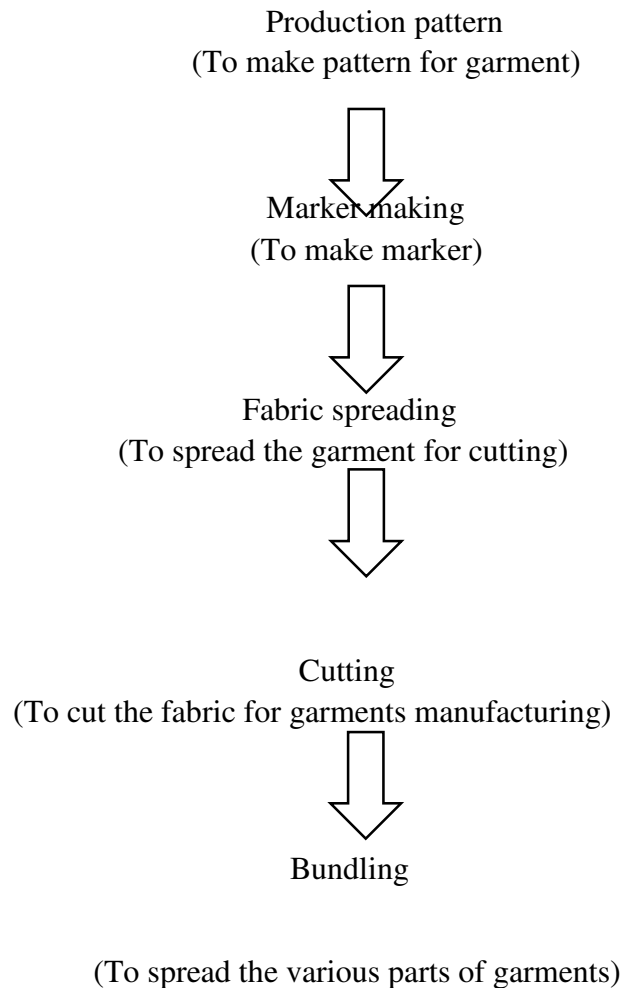 Production pattern
(To make pattern for garment)
Marker making
(To make marker)
Fabric spreading
(To spread the garment for cutting)
Cutting
(To cut the fabric for garments manufacturing)
Bundling
(To spread the various parts of garments)